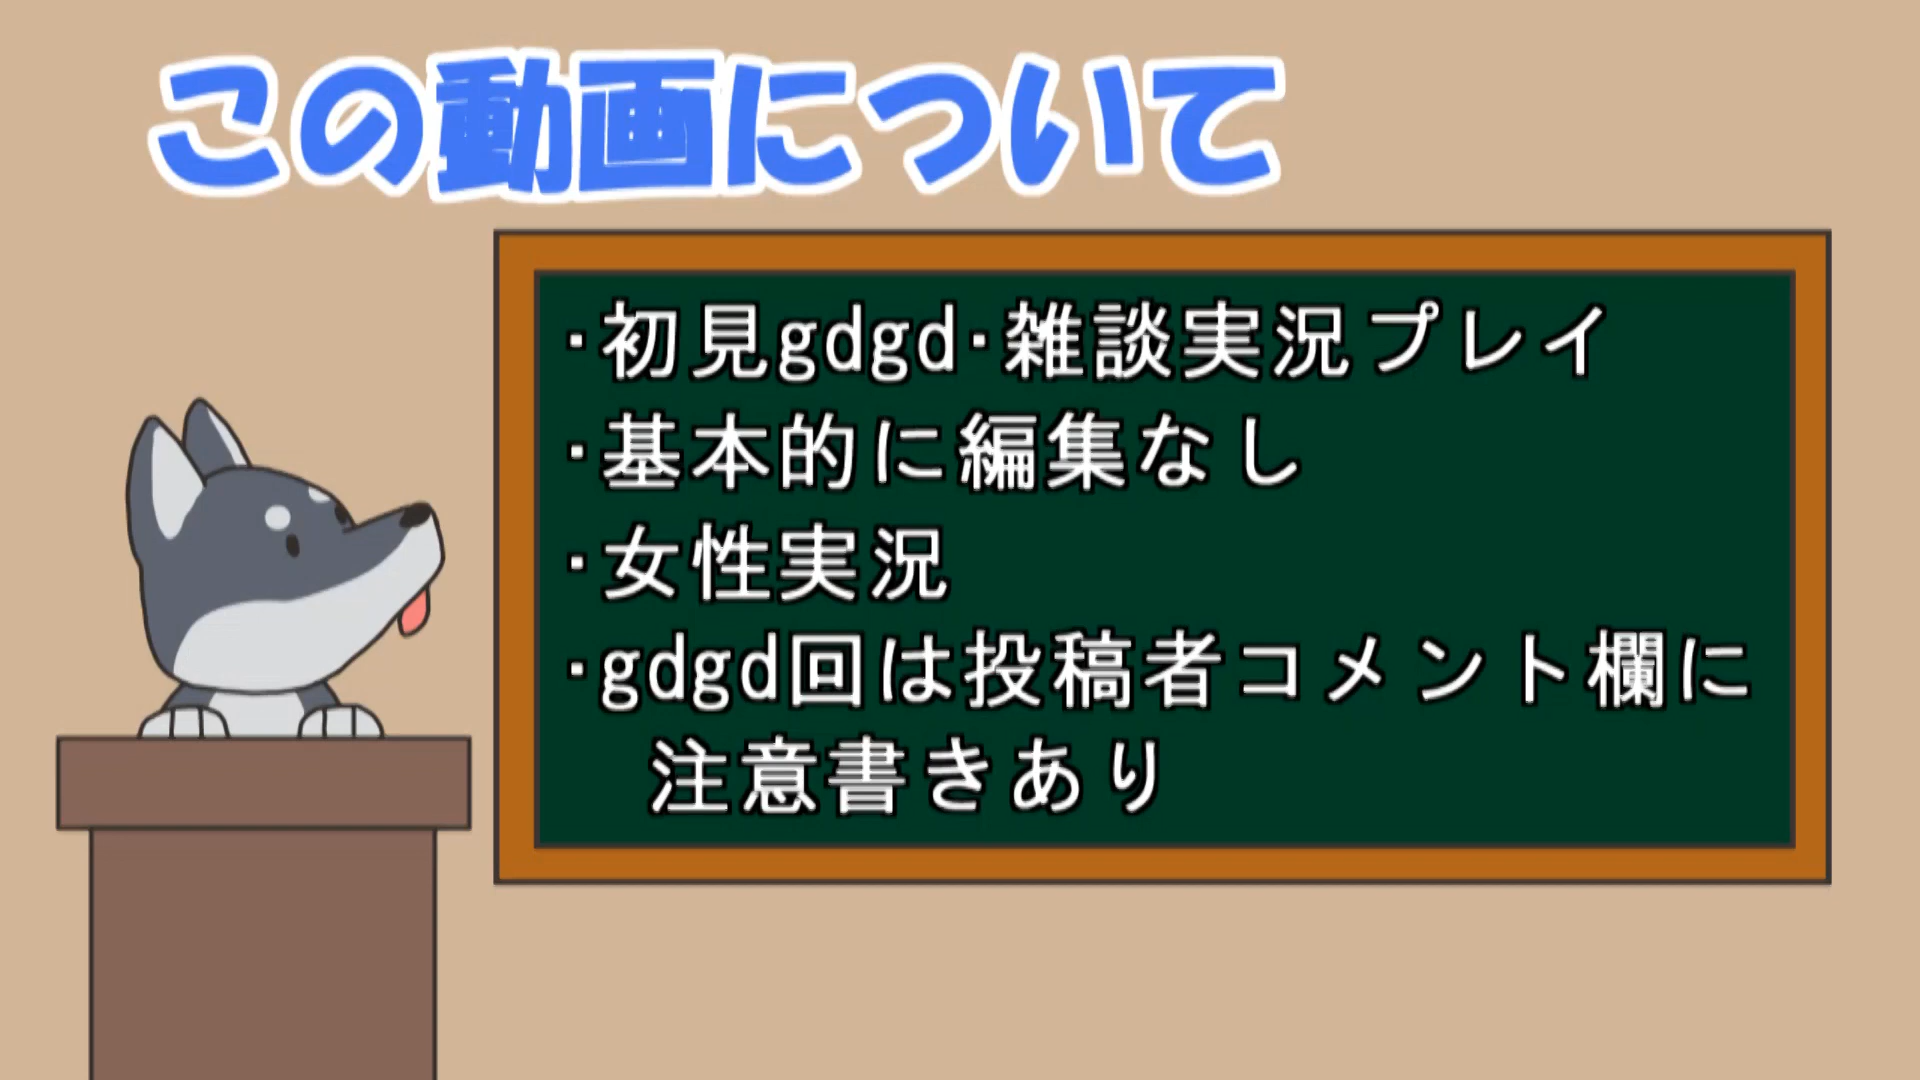 この動画について
・初見gdgd・雑談実況プレイ
・基本的に編集なし
・女性実況
・gdgd回は投稿者コメント欄に
注意書きあり